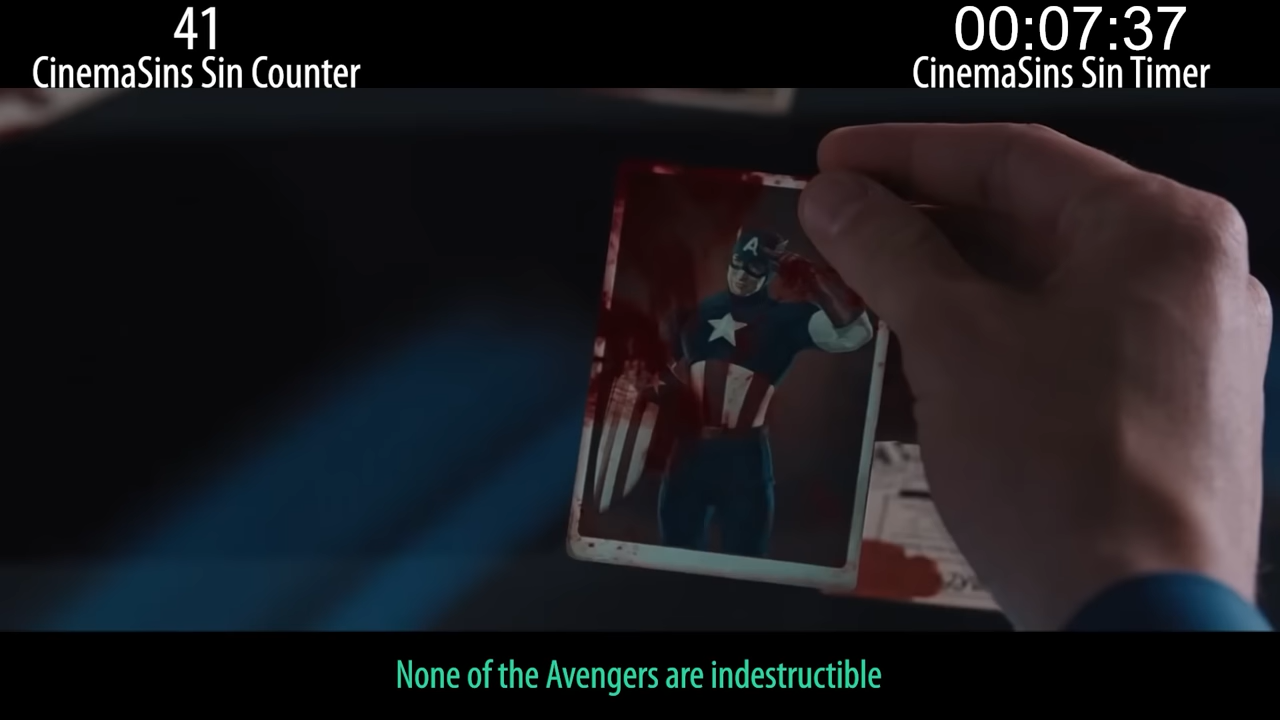 41
00:07:37
CinemaSins Sin Counter
CinemaSins Sin Timer
A
None of the Avengers are indestructible